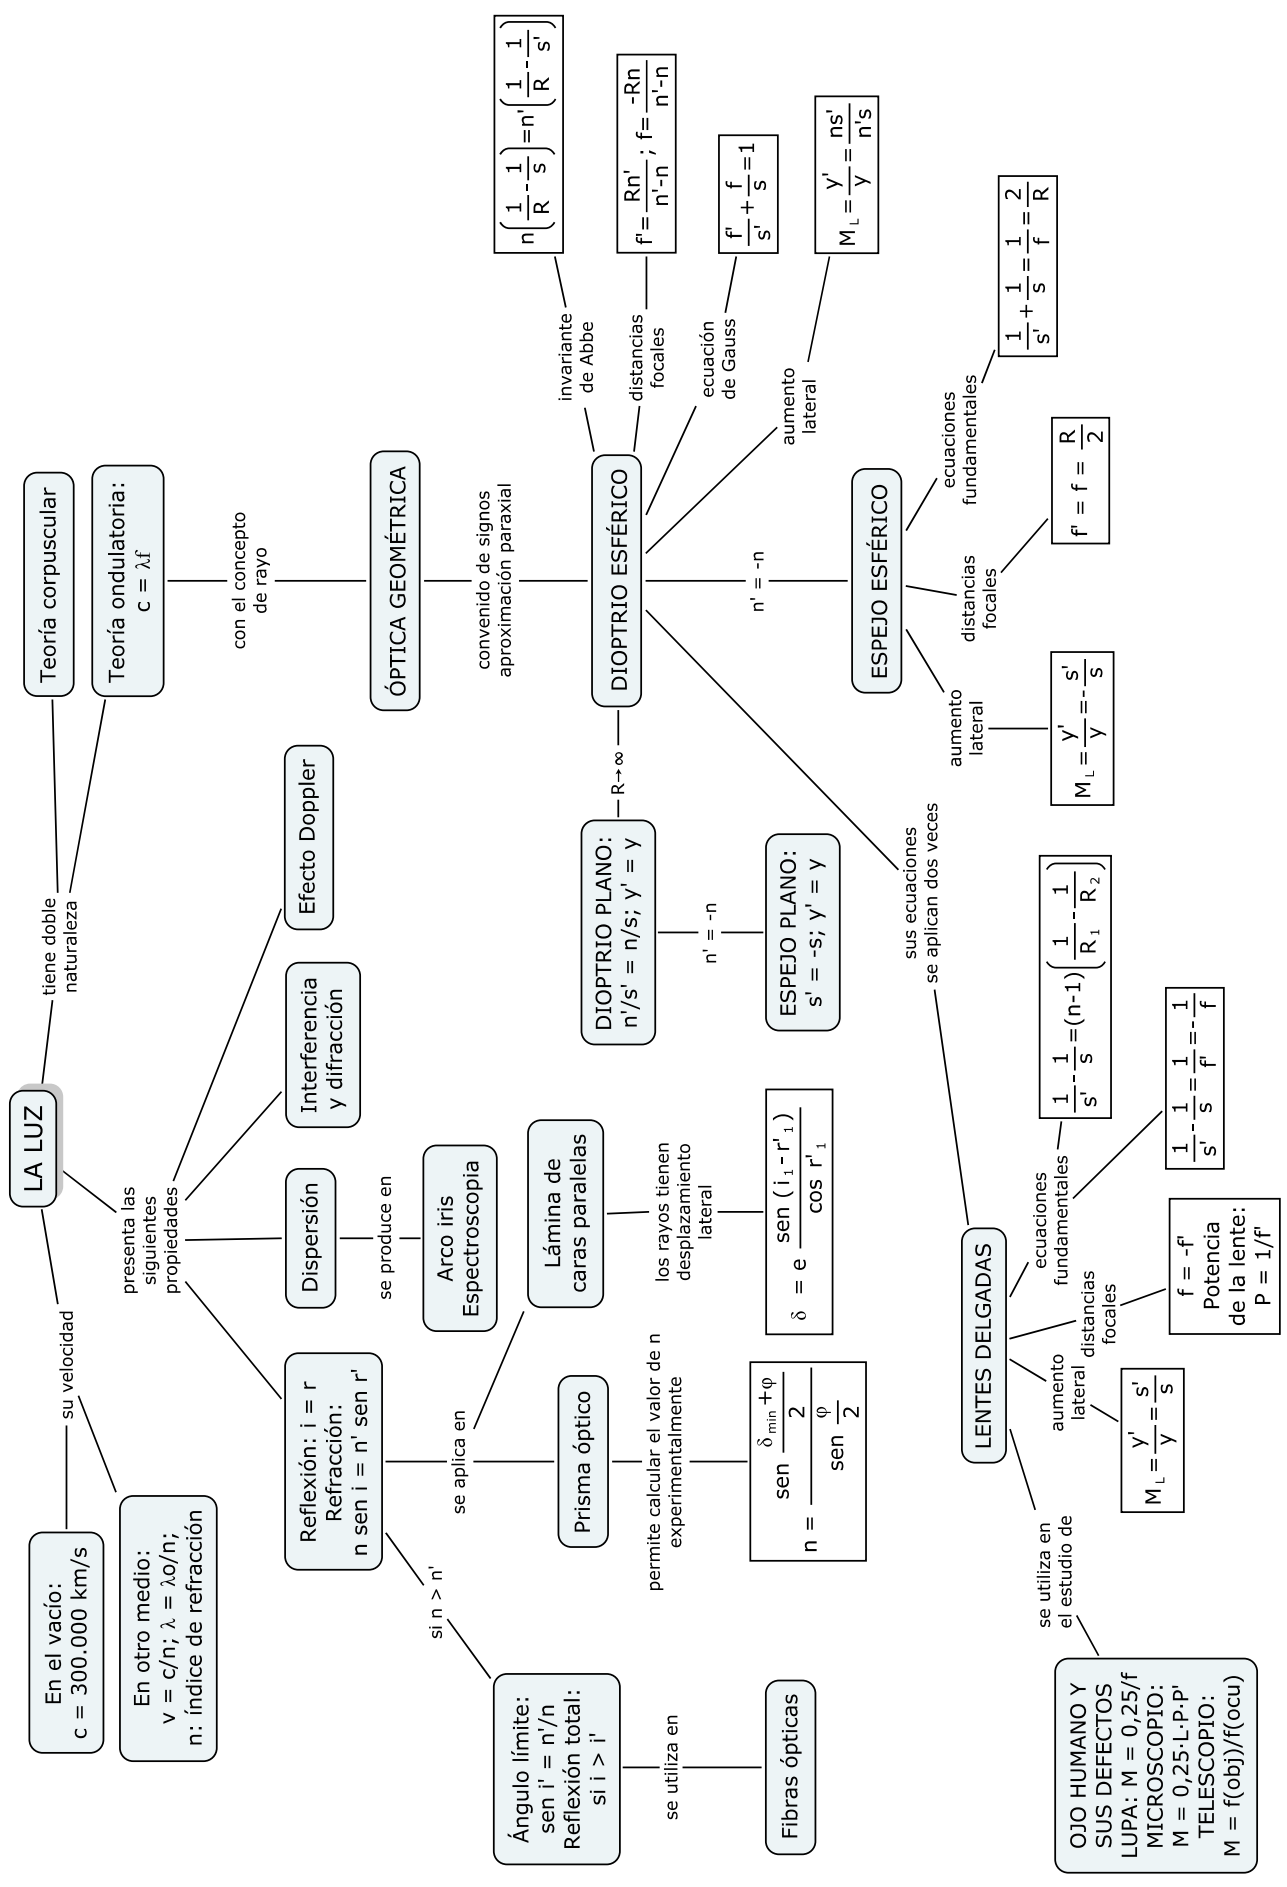 LA LUZ
su velocidad
En el vacío:
c = 300.000 km/s
En otro medio:
v = c/n; λ = λo/n;
n: índice de refracción
presenta las
siguientes
propiedades
tiene doble
naturaleza
Teoría corpuscular
Teoría ondulatoria:
c = λf
Reflexión: i = r
Refracción:
n sen i = n' sen r'
Dispersión
Interferencia
y difracción
Efecto Doppler
con el concepto
de rayo
si n > n'
se aplica en
se produce en
Arco iris
Espectroscopia
ÓPTICA GEOMÉTRICA
convenido de signos
aproximación paraxial
Ángulo límite:
sen i' = n'/n
Reflexión total:
si i > i'
se utiliza en
Fibras ópticas
Prisma óptico
permite calcular el valor de n
experimentalmente
n = sen (δmin+φ)/2 / sen φ/2
Lámina de
caras paralelas
los rayos tienen
desplazamiento
lateral
δ = e sen (i₁-r'₁) / cos r'₁
DIOPTRIO ESFÉRICO
R→∞
DIOPTRIO PLANO:
n'/s' = n/s; y' = y
n' = -n
ESPEJO PLANO:
s' = -s; y' = y
invariante
de Abbe
n(1/R - 1/s) = n'(1/R - 1/s')
distancias
focales
f' = Rn'/n'-n ; f = -Rn/n'-n
ecuación
de Gauss
f'/s' + f/s = 1
aumento
lateral
M_L = y'/y = ns'/n's
n' = -n
ESPEJO ESFÉRICO
aumento
lateral
M_L = y'/y = -s'/s
distancias
focales
f' = f = R/2
ecuaciones
fundamentales
1/s' + 1/s = 1/f = 2/R
sus ecuaciones
se aplican dos veces
LENTES DELGADAS
se utiliza en
el estudio de
OJO HUMANO Y
SUS DEFECTOS
LUPA: M = 0,25/f
MICROSCOPIO:
M = 0,25·L·P·P'
TELESCOPIO:
M = f(obj)/f(ocu)
aumento
lateral
M_L = y'/y = s'/s
distancias
focales
f = -f'
Potencia
de la lente:
P = 1/f'
ecuaciones
fundamentales
1/s' - 1/s = (n-1)(1/R₁ - 1/R₂)
1/s' - 1/s = 1/f' = -1/f